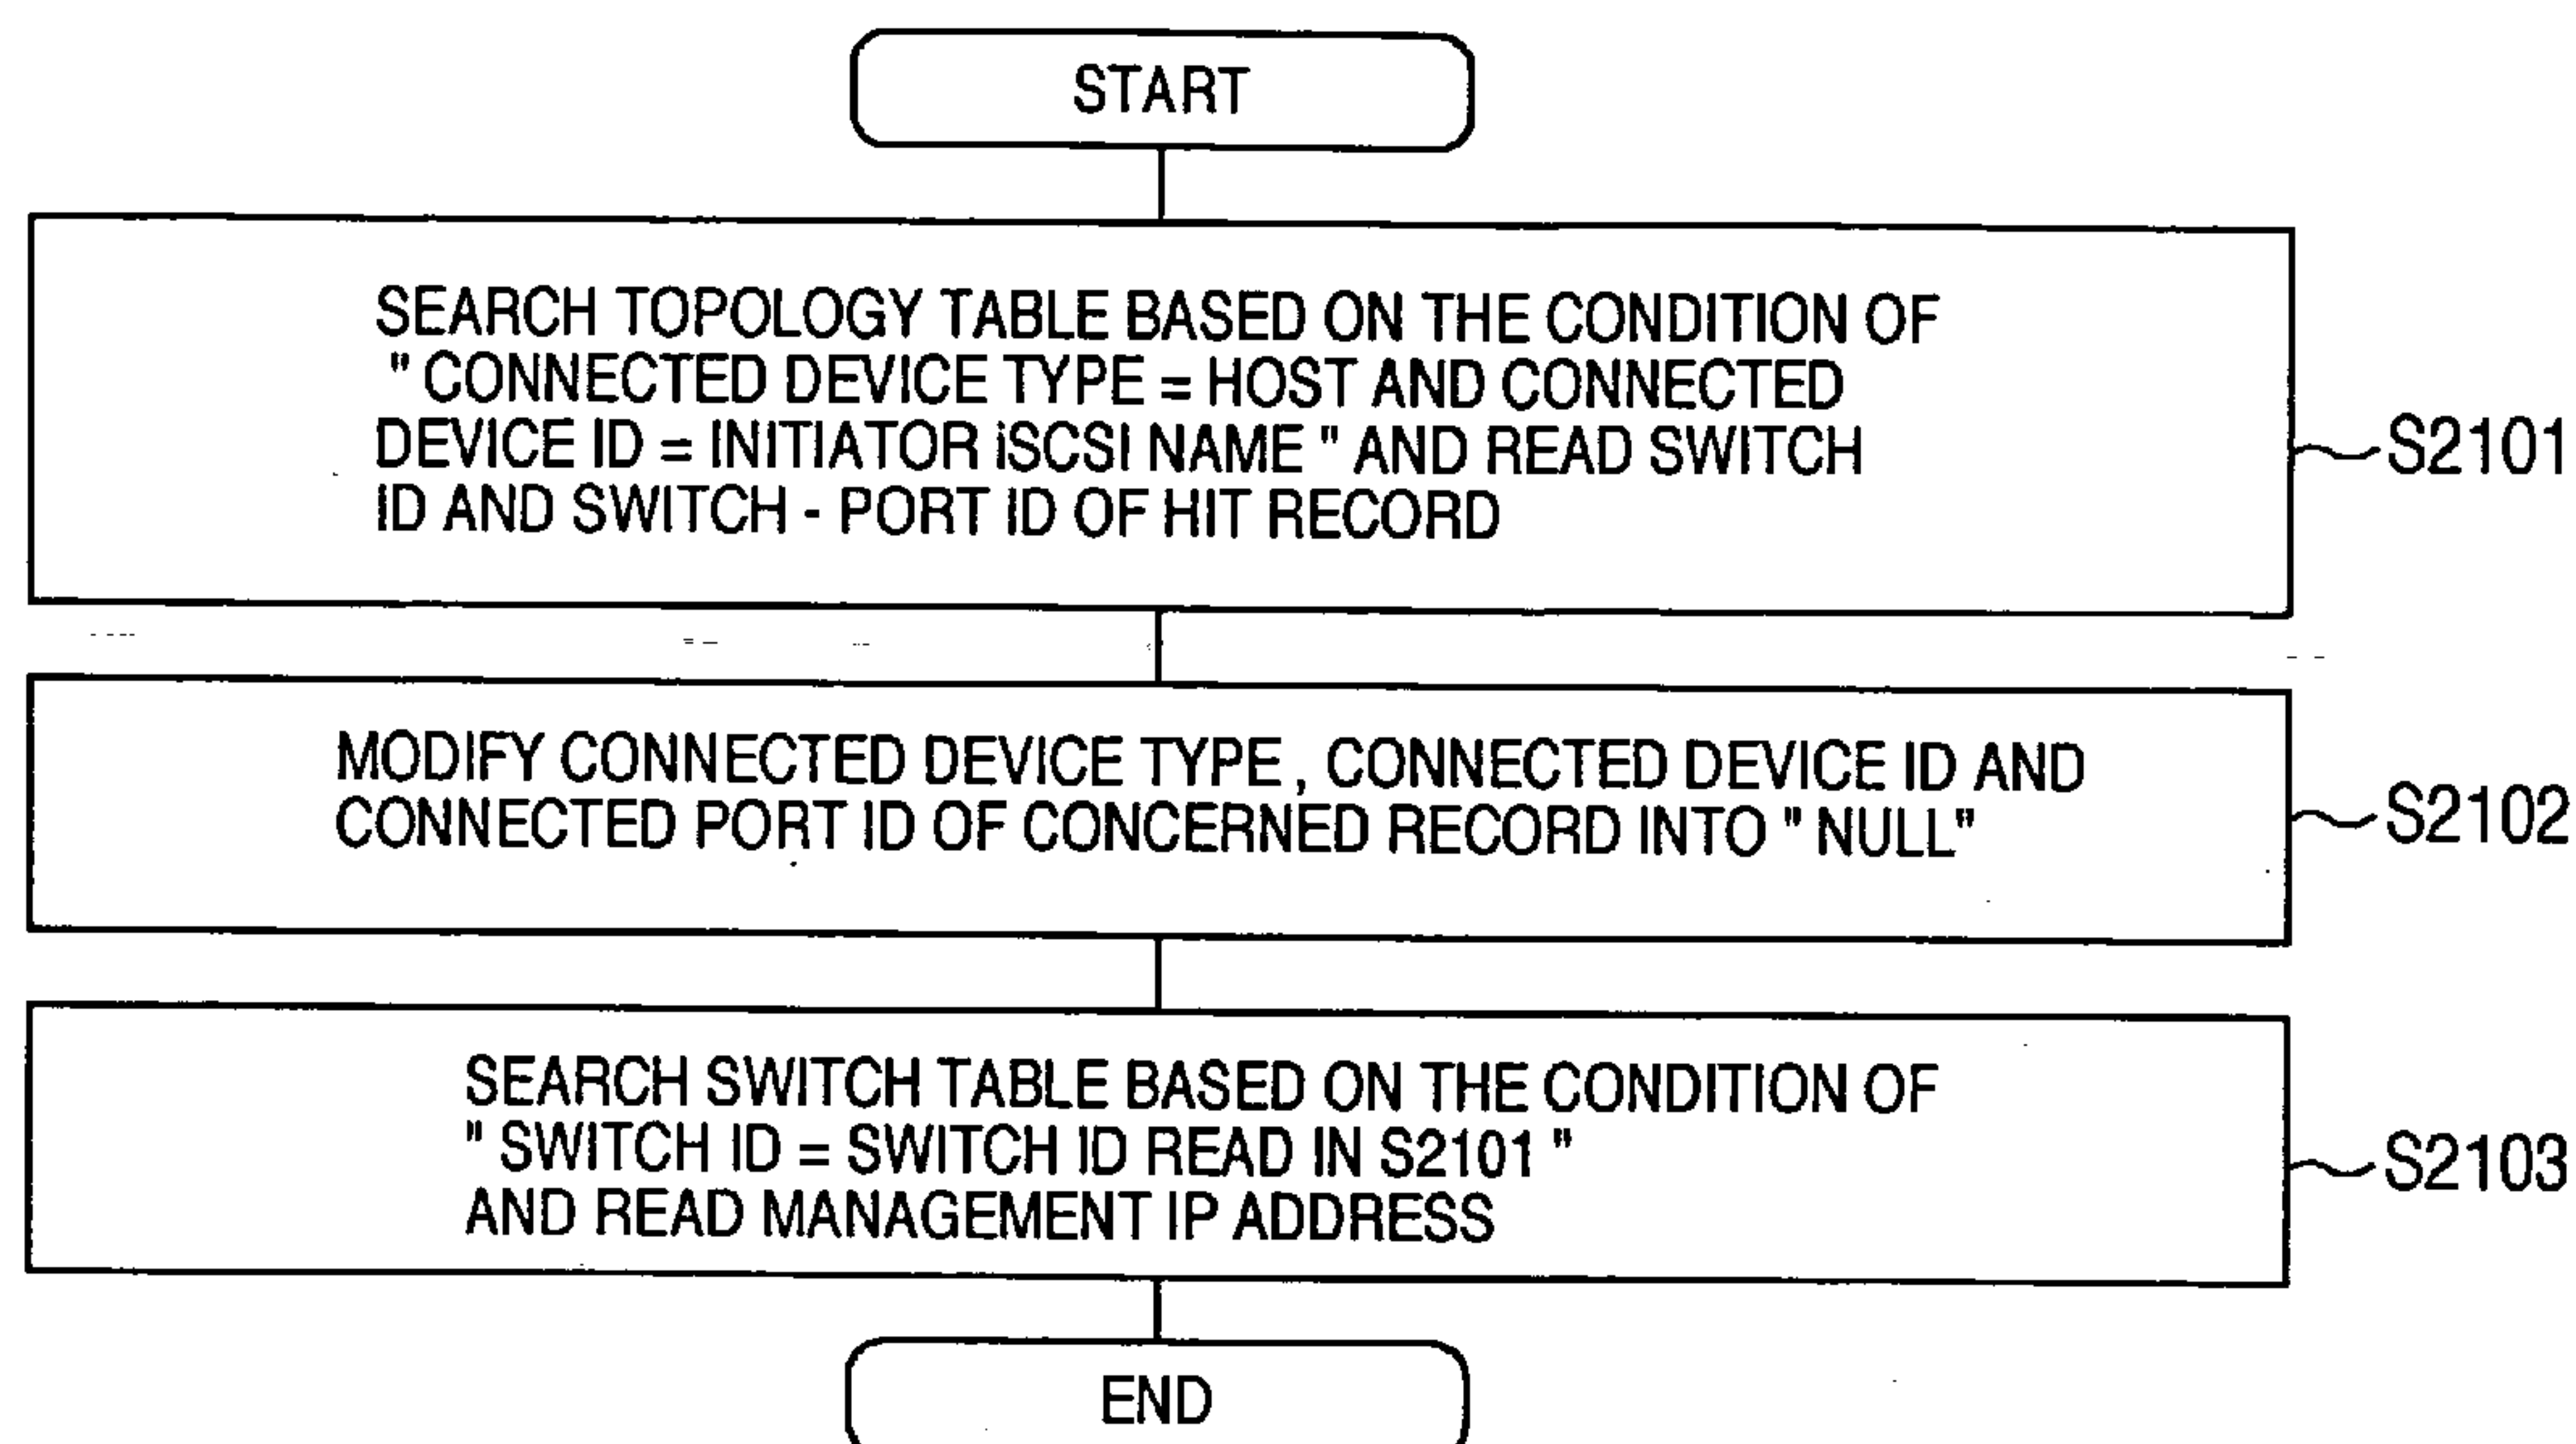 START
SEARCH TOPOLOGY TABLE BASED ON THE CONDITION OF
" CONNECTED DEVICE TYPE = HOST AND CONNECTED
DEVICE ID = INITIATOR iSCSI NAME " AND READ SWITCH
ID AND SWITCH - PORT ID OF HIT RECORD
S2101
MODIFY CONNECTED DEVICE TYPE , CONNECTED DEVICE ID AND
CONNECTED PORT ID OF CONCERNED RECORD INTO " NULL"
S2102
SEARCH SWITCH TABLE BASED ON THE CONDITION OF
" SWITCH ID = SWITCH ID READ IN S2101 "
AND READ MANAGEMENT IP ADDRESS
S2103
END